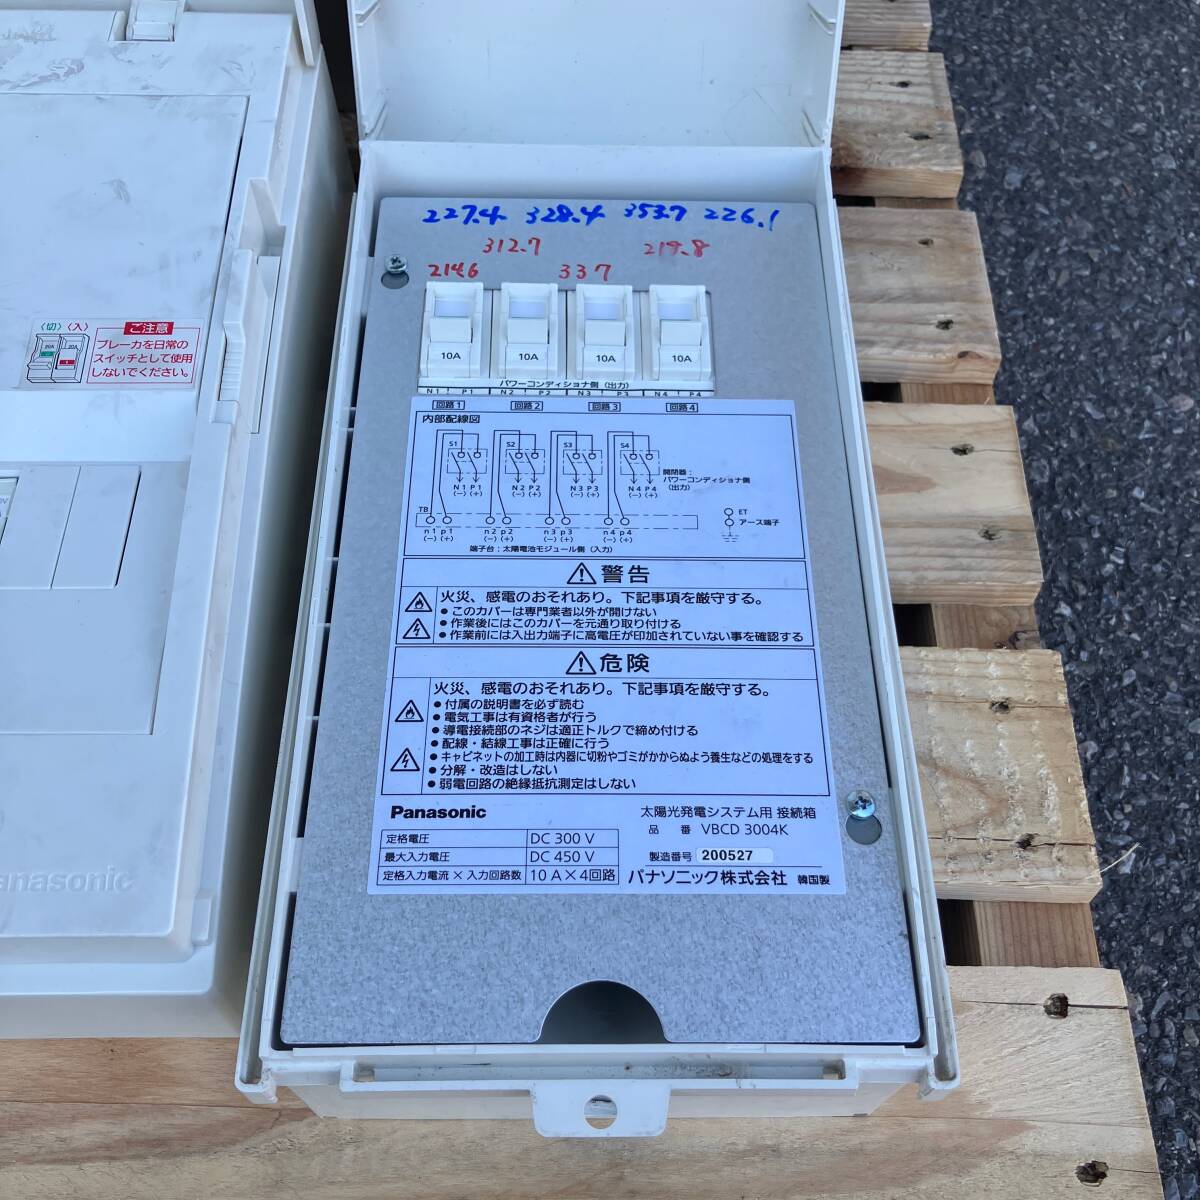 227.4 328.4 353.7 226.1
312.7 219.8
214.6 337
10A 10A 10A 10A
パワーコンディショナ側（出力）
N1 P1 N2 P2 N3 P3 N4 P4
回路1 回路2 回路3 回路4
内部配線図
S1 S2 S3 S4
開閉器：
パワーコンディショナ側
（出力）
N1 P1 N2 P2 N3 P3 N4 P4
(−) (+) (−) (+) (−) (+) (−) (+)
TB
ET
アース端子
n1 p1 n2 p2 n3 p3 n4 p4
(−) (+) (−) (+) (−) (+) (−) (+)
端子台：太陽電池モジュール側（入力）
警告
火災、感電のおそれあり。下記事項を厳守する。
●このカバーは専門業者以外が開けない
●作業後にはこのカバーを元通り取り付ける
●作業前には入出力端子に高電圧が印加されていない事を確認する
危険
火災、感電のおそれあり。下記事項を厳守する。
●付属の説明書を必ず読む
●電気工事は有資格者が行う
●導電接続部のネジは適正トルクで締め付ける
●配線・結線工事は正確に行う
●キャビネットの加工時は内器に切粉やゴミがかからぬよう養生などの処理をする
●分解・改造はしない
●弱電回路の絶縁抵抗測定はしない
Panasonic
太陽光発電システム用 接続箱
品番 VBCD 3004K
定格電圧 DC 300 V
最大入力電圧 DC 450 V
定格入力電流×入力回路数 10 A×4回路
製造番号 200527
パナソニック株式会社 韓国製
〈切〉〈入〉
ご注意
20A 20A
ブレーカを日常の
スイッチとして使用
しないでください。
anasonic